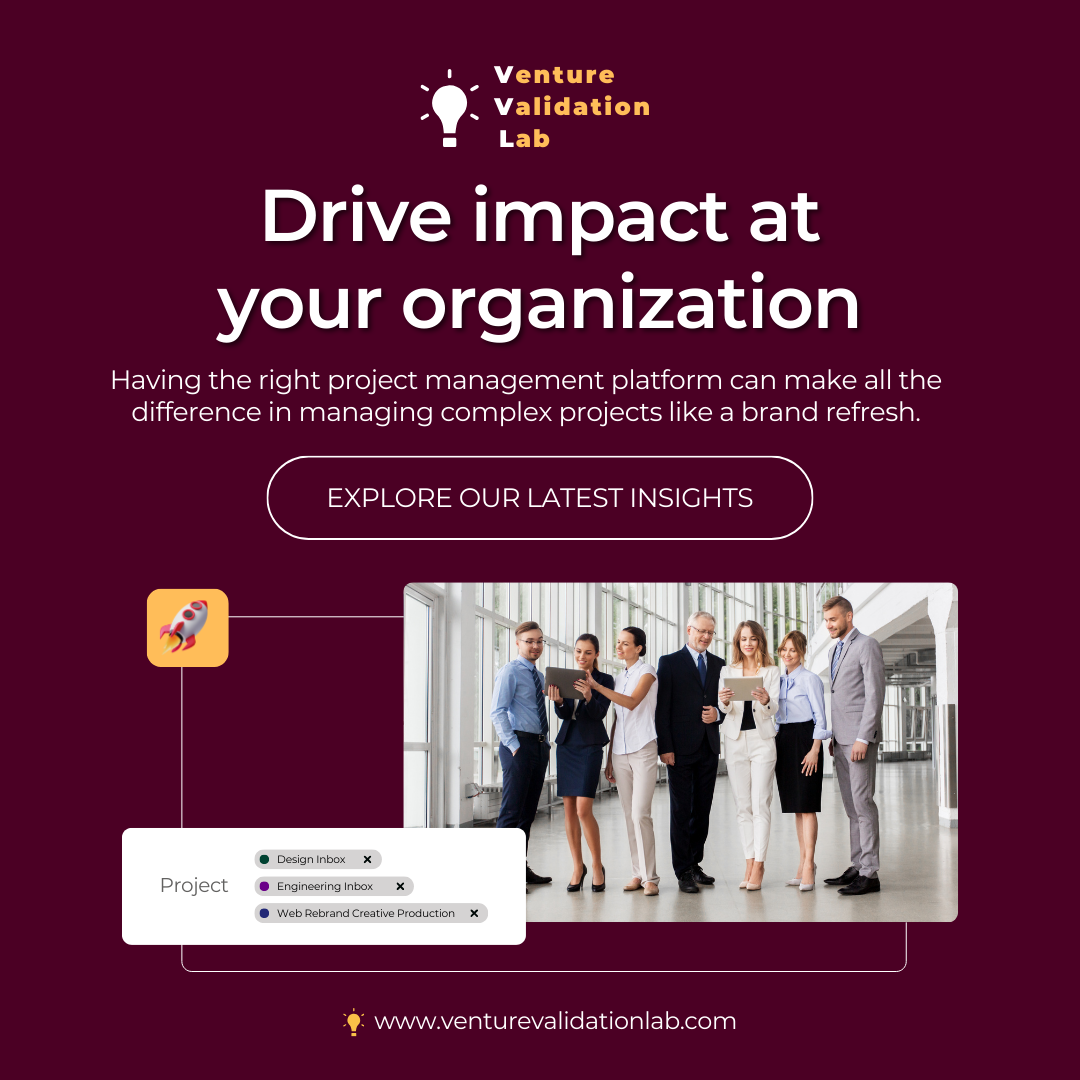 Venture
Validation
Lab
Drive impact at
your organization
Having the right project management platform can make all the
difference in managing complex projects like a brand refresh.
EXPLORE OUR LATEST INSIGHTS
Project
Design Inbox
Engineering Inbox
Web Rebrand Creative Production
www.venturevalidationlab.com